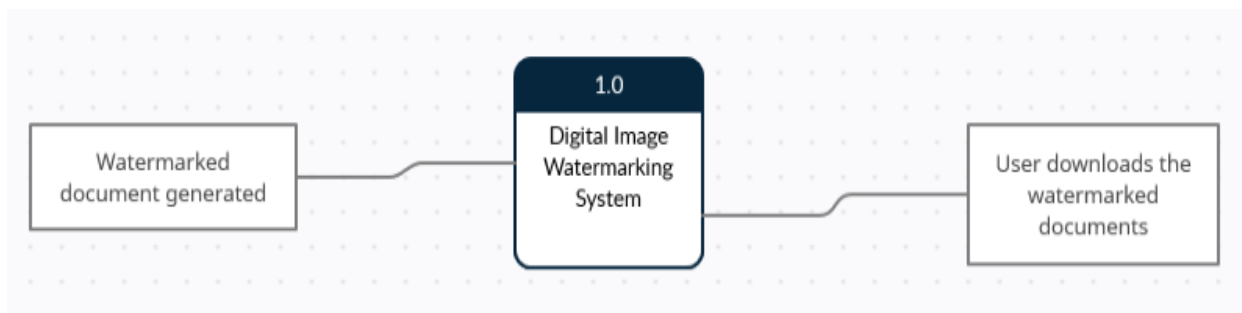 Watermarked
document generated
1.0
Digital Image
Watermarking
System
User downloads the
watermarked
documents